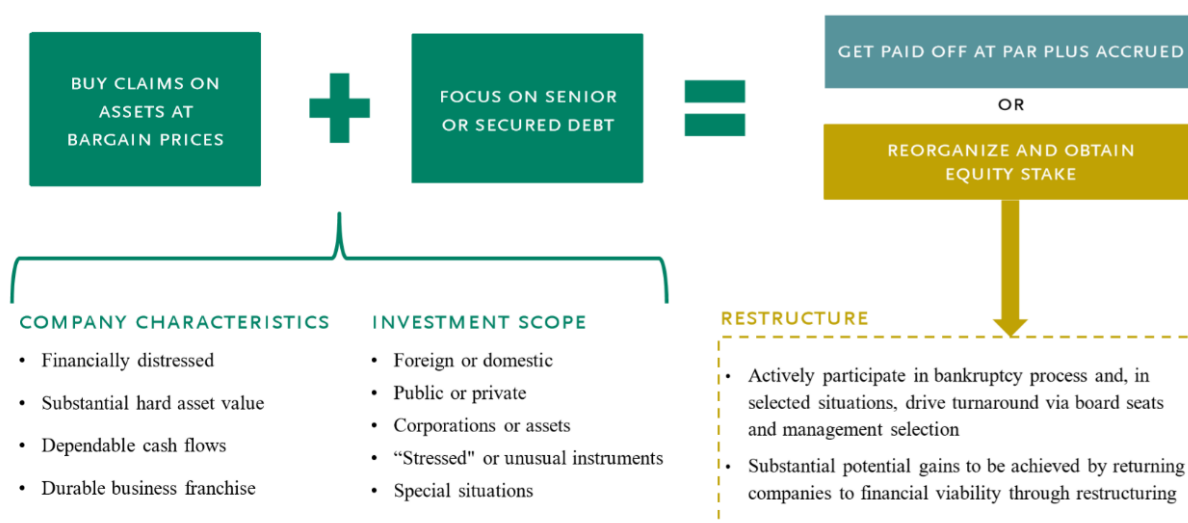 BUY CLAIMS ON
ASSETS AT
BARGAIN PRICES
+
FOCUS ON SENIOR
OR SECURED DEBT
=
GET PAID OFF AT PAR PLUS ACCRUED
OR
REORGANIZE AND OBTAIN
EQUITY STAKE
COMPANY CHARACTERISTICS
• Financially distressed
• Substantial hard asset value
• Dependable cash flows
• Durable business franchise
INVESTMENT SCOPE
• Foreign or domestic
• Public or private
• Corporations or assets
• “Stressed" or unusual instruments
• Special situations
RESTRUCTURE
• Actively participate in bankruptcy process and, in
selected situations, drive turnaround via board seats
and management selection
• Substantial potential gains to be achieved by returning
companies to financial viability through restructuring